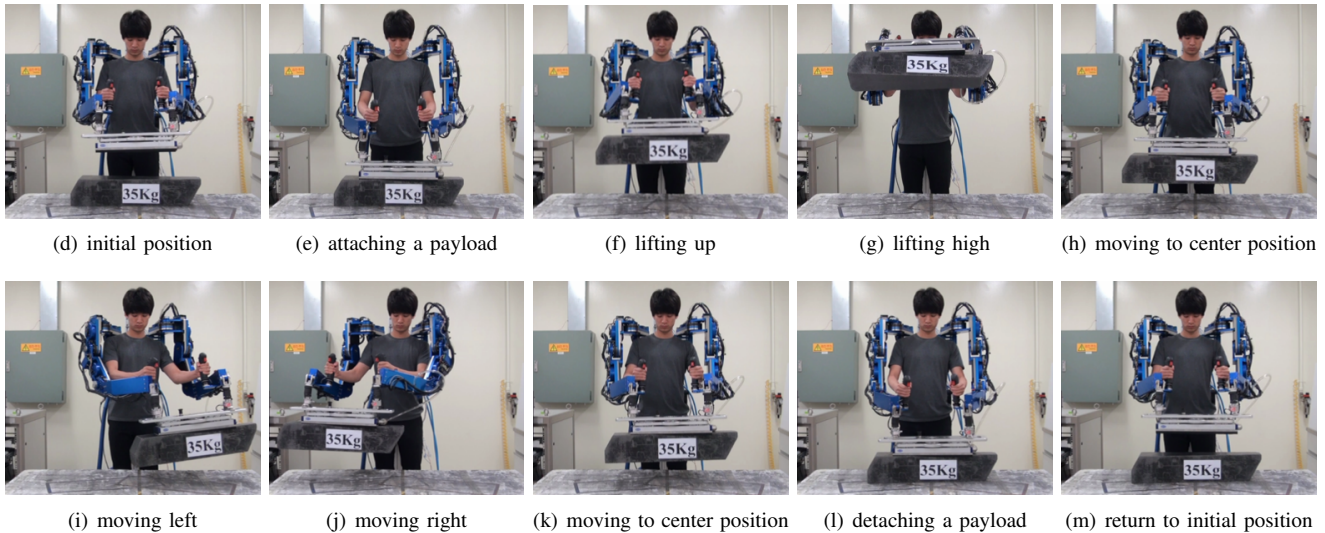 35Kg
35Kg
35Kg
35Kg
35Kg
(d) initial position
(e) attaching a payload
(f) lifting up
(g) lifting high
(h) moving to center position
35Kg
35Kg
35Kg
35Kg
35Kg
(i) moving left
(j) moving right
(k) moving to center position
(l) detaching a payload
(m) return to initial position